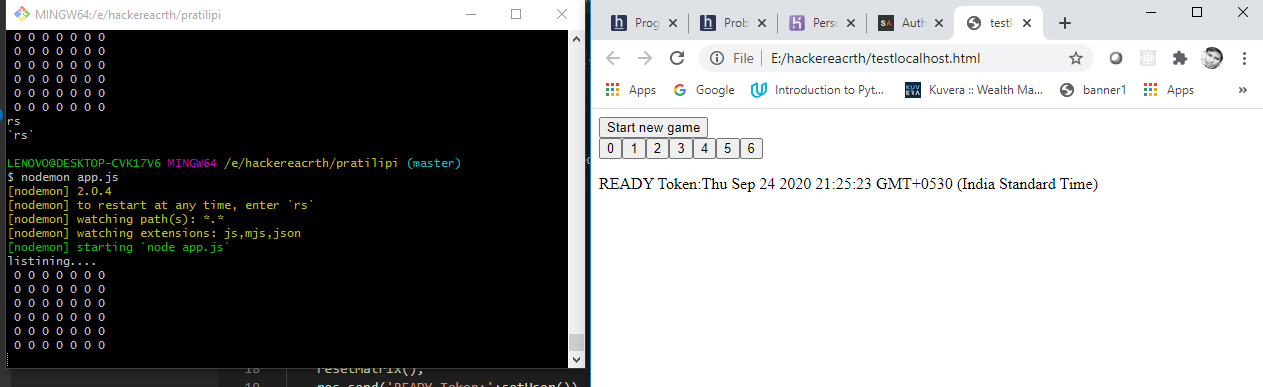 MINGW64:/e/hackereacrth/pratilipi
0 0 0 0 0 0 0
0 0 0 0 0 0 0
0 0 0 0 0 0 0
0 0 0 0 0 0 0
0 0 0 0 0 0 0
0 0 0 0 0 0 0
rs
`rs`
LENOVO@DESKTOP-CVK17V6 MINGW64 /e/hackereacrth/pratilipi (master)
$ nodemon app.js
[nodemon] 2.0.4
[nodemon] to restart at any time, enter `rs`
[nodemon] watching path(s): *.*
[nodemon] watching extensions: js,mjs,json
[nodemon] starting `node app.js`
listining....
0 0 0 0 0 0 0
0 0 0 0 0 0 0
0 0 0 0 0 0 0
0 0 0 0 0 0 0
0 0 0 0 0 0 0
0 0 0 0 0 0 0
18 resetMatrix();
19 res.send('READY Token:'+setUser())
Prog
Prob
Perso
SA Auth
testlo
File E:/hackereacrth/testlocalhost.html
Apps Google Introduction to Pyt... KUVERA Kuvera :: Wealth Ma... banner1 Apps »
Start new game
0 1 2 3 4 5 6
READY Token:Thu Sep 24 2020 21:25:23 GMT+0530 (India Standard Time)